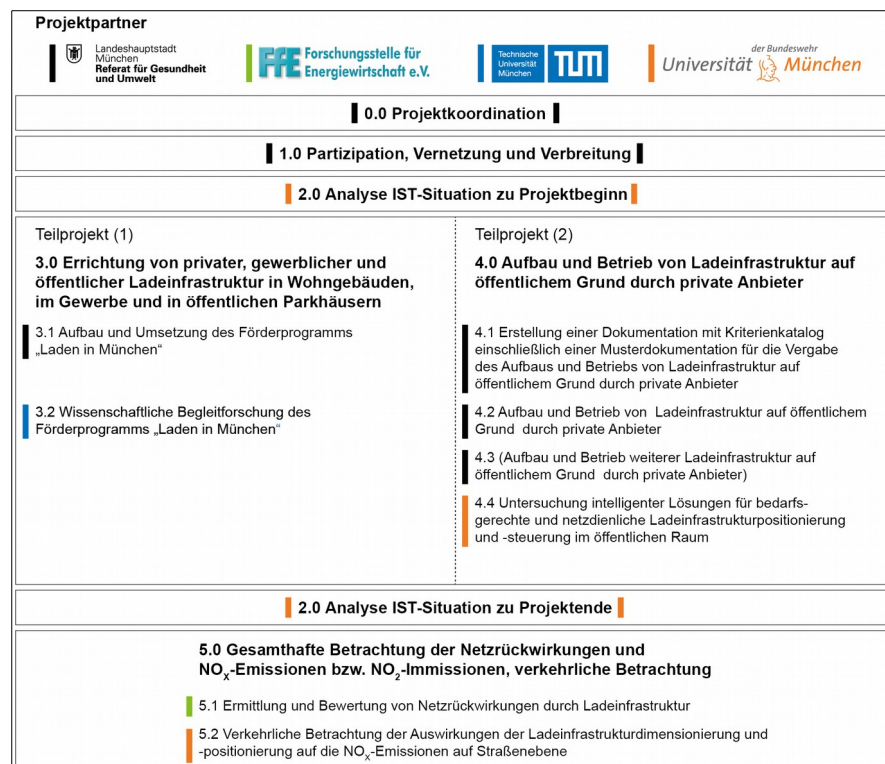 Projektpartner
Landeshauptstadt
München
Referat für Gesundheit
und Umwelt
FfE Forschungsstelle für
Energiewirtschaft e.V.
Technische
Universität
München
TUM
der Bundeswehr
Universität München
0.0 Projektkoordination
1.0 Partizipation, Vernetzung und Verbreitung
2.0 Analyse IST-Situation zu Projektbeginn
Teilprojekt (1)
3.0 Errichtung von privater, gewerblicher und
öffentlicher Ladeinfrastruktur in Wohngebäuden,
im Gewerbe und in öffentlichen Parkhäusern
3.1 Aufbau und Umsetzung des Förderprogramms
„Laden in München“
3.2 Wissenschaftliche Begleitforschung des
Förderprogramms „Laden in München“
Teilprojekt (2)
4.0 Aufbau und Betrieb von Ladeinfrastruktur auf
öffentlichem Grund durch private Anbieter
4.1 Erstellung einer Dokumentation mit Kriterienkatalog
einschließlich einer Musterdokumentation für die Vergabe
des Aufbaus und Betriebs von Ladeinfrastruktur auf
öffentlichem Grund durch private Anbieter
4.2 Aufbau und Betrieb von Ladeinfrastruktur auf öffentlichem
Grund durch private Anbieter
4.3 (Aufbau und Betrieb weiterer Ladeinfrastruktur auf
öffentlichem Grund durch private Anbieter)
4.4 Untersuchung intelligenter Lösungen für bedarfs-
gerechte und netzdienliche Ladeinfrastrukturpositionierung
und -steuerung im öffentlichen Raum
2.0 Analyse IST-Situation zu Projektende
5.0 Gesamthafte Betrachtung der Netzrückwirkungen und
NOₓ-Emissionen bzw. NO₂-Immissionen, verkehrliche Betrachtung
5.1 Ermittlung und Bewertung von Netzrückwirkungen durch Ladeinfrastruktur
5.2 Verkehrliche Betrachtung der Auswirkungen der Ladeinfrastrukturdimensionierung und
-positionierung auf die NOₓ-Emissionen auf Straßenebene